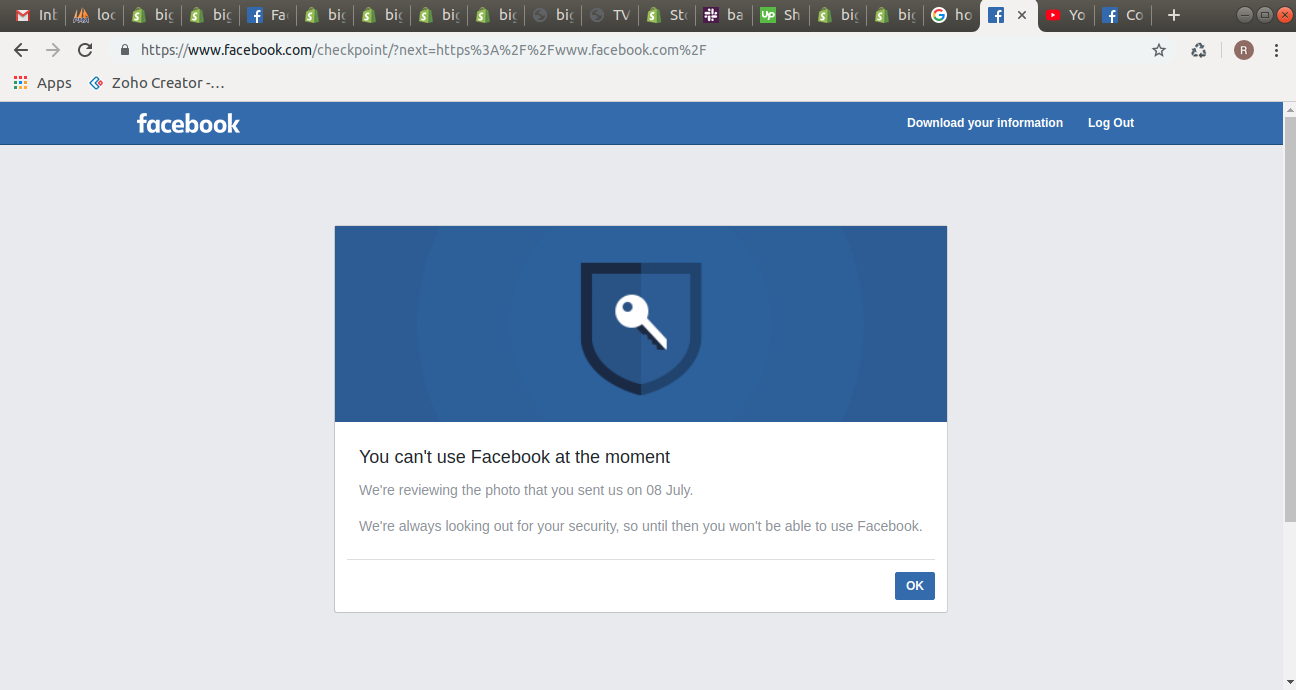 Inb loc big big Fac big big big big big TV Sto ba Sh big big ho Yo Co
https://www.facebook.com/checkpoint/?next=https%3A%2F%2Fwww.facebook.com%2F
R
Apps Zoho Creator -...
facebook
Download your information Log Out
You can't use Facebook at the moment
We're reviewing the photo that you sent us on 08 July.
We're always looking out for your security, so until then you won't be able to use Facebook.
OK